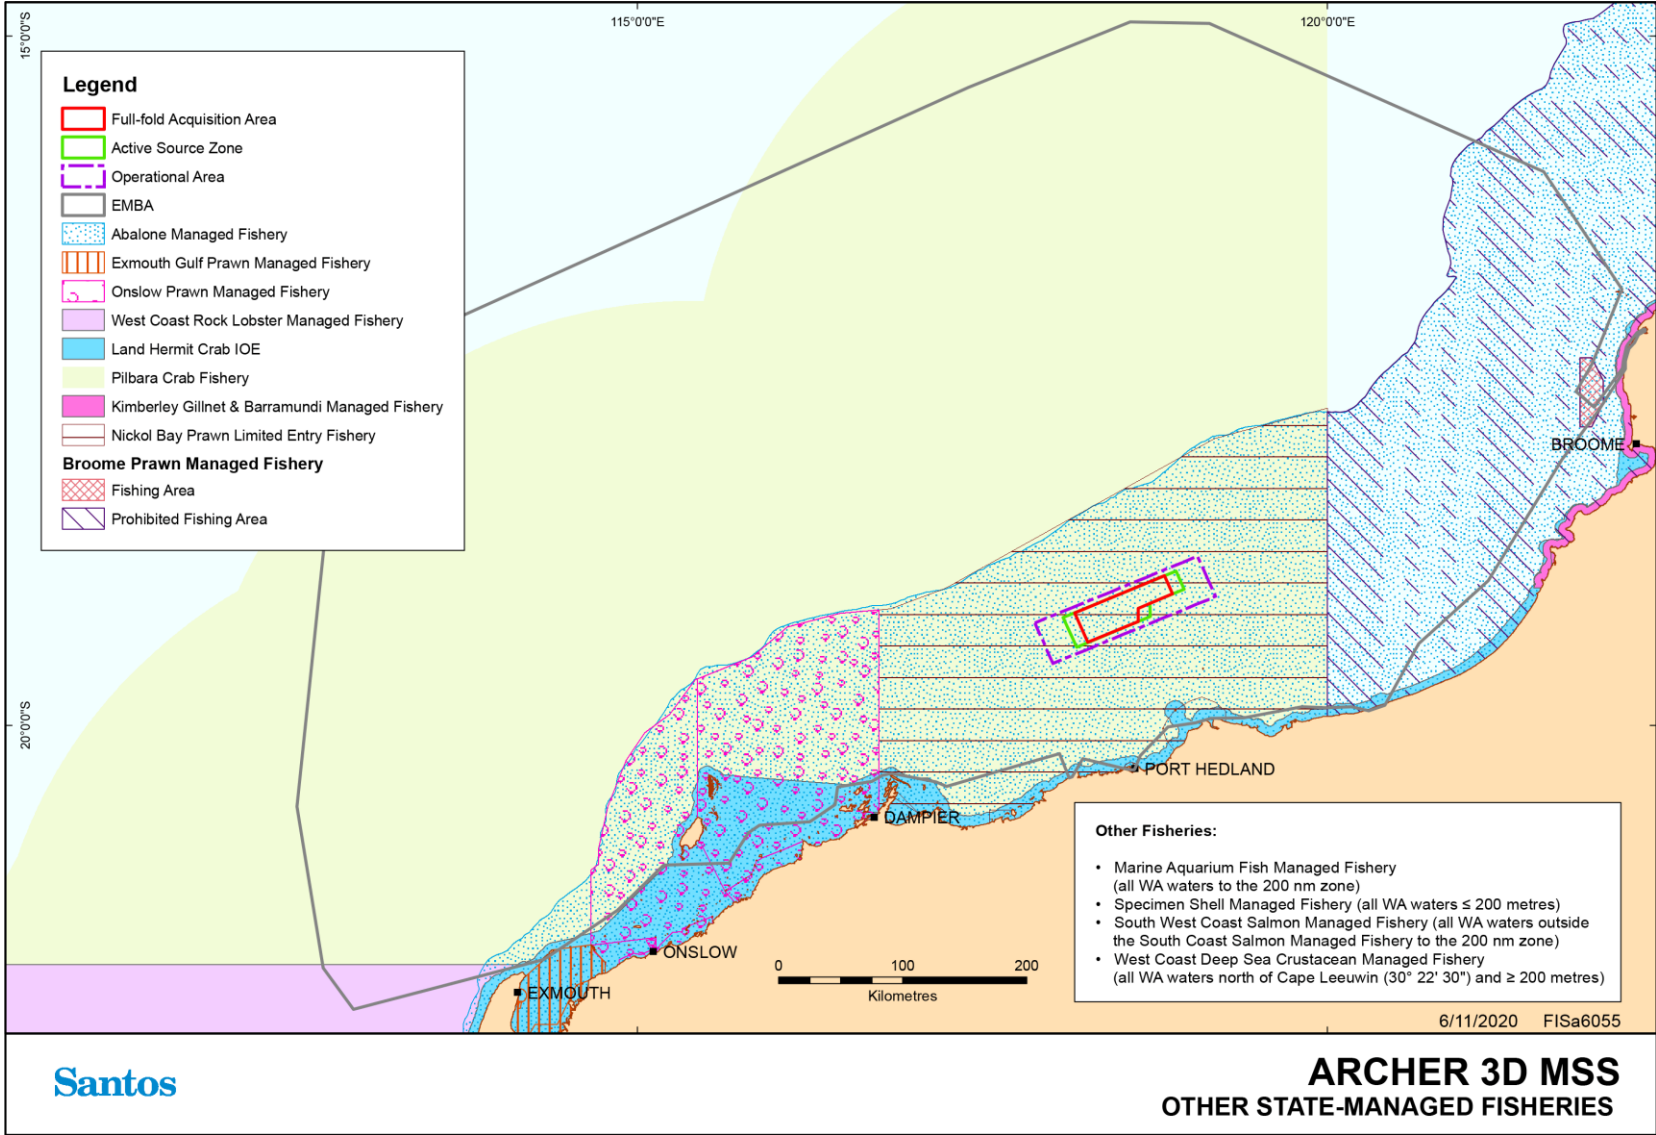 115°0'0"E
120°0'0"E
15°0'0"S
20°0'0"S
Legend
Full-fold Acquisition Area
Active Source Zone
Operational Area
EMBA
Abalone Managed Fishery
Exmouth Gulf Prawn Managed Fishery
Onslow Prawn Managed Fishery
West Coast Rock Lobster Managed Fishery
Land Hermit Crab IOE
Pilbara Crab Fishery
Kimberley Gillnet & Barramundi Managed Fishery
Nickol Bay Prawn Limited Entry Fishery
Broome Prawn Managed Fishery
Fishing Area
Prohibited Fishing Area
BROOME
PORT HEDLAND
DAMPIER
ONSLOW
EXMOUTH
0 100 200
Kilometres
Other Fisheries:
• Marine Aquarium Fish Managed Fishery
(all WA waters to the 200 nm zone)
• Specimen Shell Managed Fishery (all WA waters ≤ 200 metres)
• South West Coast Salmon Managed Fishery (all WA waters outside
the South Coast Salmon Managed Fishery to the 200 nm zone)
• West Coast Deep Sea Crustacean Managed Fishery
(all WA waters north of Cape Leeuwin (30° 22' 30") and ≥ 200 metres)
6/11/2020 FISa6055
Santos
ARCHER 3D MSS
OTHER STATE-MANAGED FISHERIES